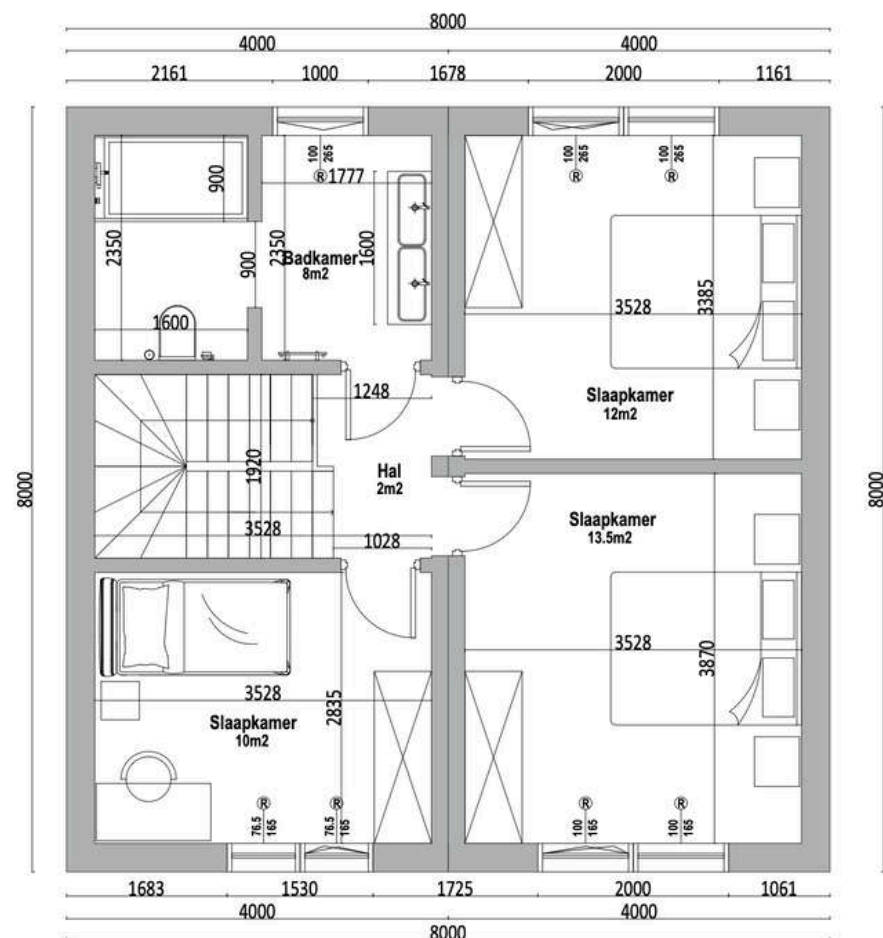 8000
4000 4000
2161 1000 1678 2000 1161
8000
8000
900
100
265
R
1777
100
265
R
100
265
R
2350
900
2350
Badkamer
8m2
1600
3528
3385
1600
1248
Slaapkamer
12m2
1920
Hal
2m2
3528
1028
Slaapkamer
13.5m2
3528
2835
Slaapkamer
10m2
3528
3870
R
76.5
165
R
76.5
165
R
100
165
R
100
165
1683 1530 1725 2000 1061
4000 4000
8000